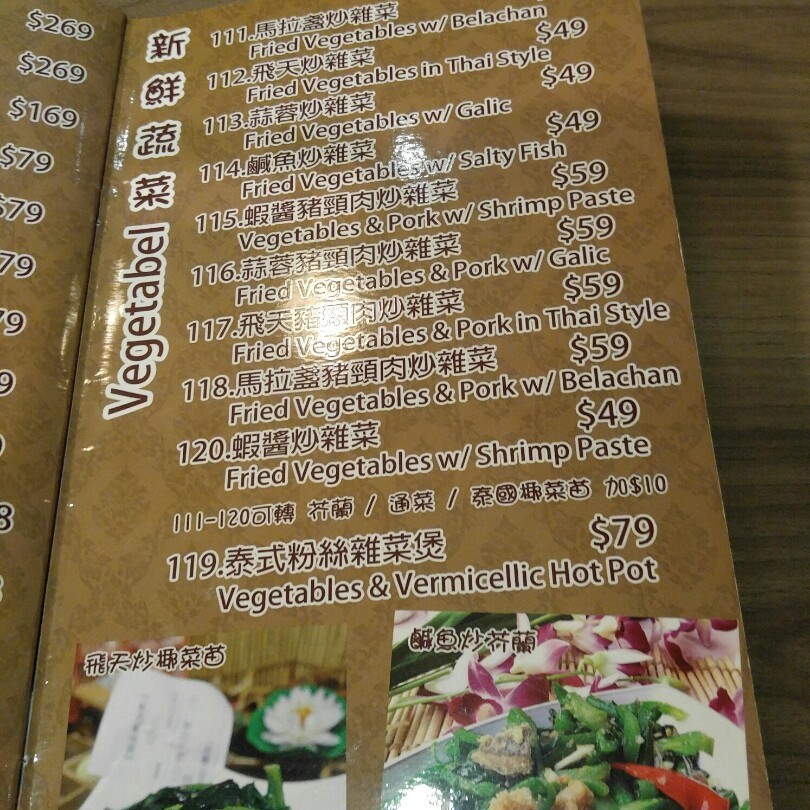 $269
$269
$169
$79
$79
79
79
9
8
新鮮蔬菜 Vegetabel
111.馬拉盞炒雜菜
Fried Vegetables w/ Belachan
112.飛天炒雜菜 $49
Fried Vegetables in Thai Style
113.蒜蓉炒雜菜 $49
Fried Vegetables w/ Galic
114.鹹魚炒雜菜 $49
Fried Vegetables w/ Salty Fish
115.蝦醬豬頸肉炒雜菜 $59
Vegetables & Pork w/ Shrimp Paste
116.蒜蓉豬頸肉炒雜菜 $59
Fried Vegetables & Pork w/ Galic
117.飛天豬頸肉炒雜菜 $59
Fried Vegetables & Pork in Thai Style
118.馬拉盞豬頸肉炒雜菜 $59
Fried Vegetables & Pork w/ Belachan
120.蝦醬炒雜菜 $49
Fried Vegetables w/ Shrimp Paste
111-120可轉 芥蘭 / 通菜 / 泰國椰菜苗 加$10
119.泰式粉絲雜菜煲 $79
Vegetables & Vermicellic Hot Pot
飛天炒椰菜苗
鹹魚炒芥蘭